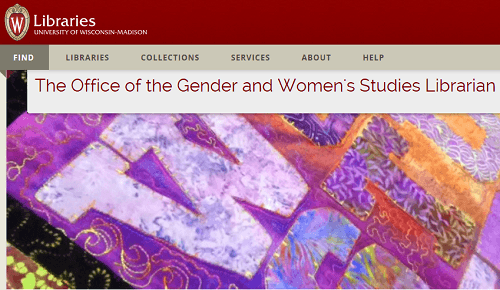 Libraries
UNIVERSITY OF WISCONSIN-MADISON
FIND LIBRARIES COLLECTIONS SERVICES ABOUT HELP
The Office of the Gender and Women's Studies Librarian